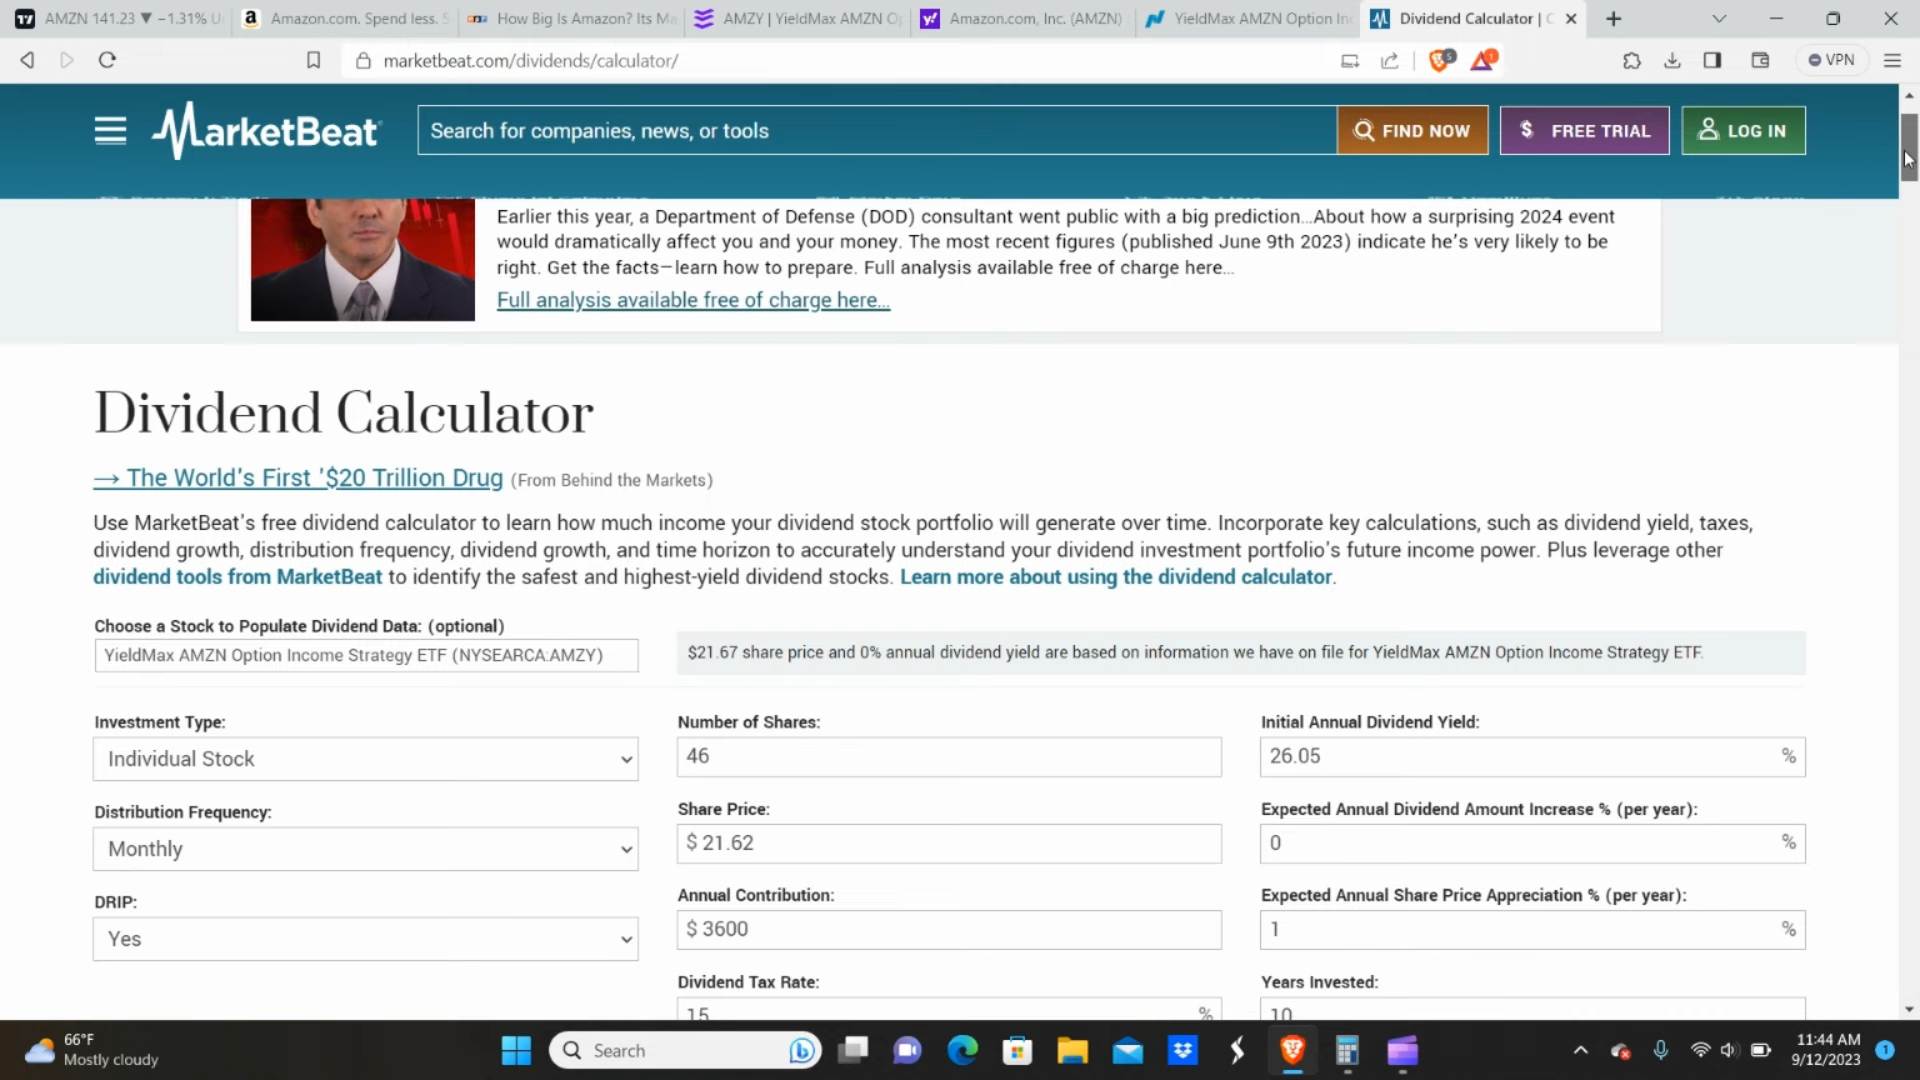 AMZN 141.23 ▼ −1.31% U
Amazon.com. Spend less. S
How Big Is Amazon? Its Ma
AMZY | YieldMax AMZN Op
Amazon.com, Inc. (AMZN)
YieldMax AMZN Option Inc
Dividend Calculator | C
marketbeat.com/dividends/calculator/
VPN
MarketBeat
Search for companies, news, or tools
FIND NOW
$ FREE TRIAL
LOG IN
Earlier this year, a Department of Defense (DOD) consultant went public with a big prediction…About how a surprising 2024 event
would dramatically affect you and your money. The most recent figures (published June 9th 2023) indicate he's very likely to be
right. Get the facts—learn how to prepare. Full analysis available free of charge here…
Full analysis available free of charge here…
Dividend Calculator
→ The World's First '$20 Trillion Drug (From Behind the Markets)
Use MarketBeat's free dividend calculator to learn how much income your dividend stock portfolio will generate over time. Incorporate key calculations, such as dividend yield, taxes,
dividend growth, distribution frequency, dividend growth, and time horizon to accurately understand your dividend investment portfolio's future income power. Plus leverage other
dividend tools from MarketBeat to identify the safest and highest-yield dividend stocks. Learn more about using the dividend calculator.
Choose a Stock to Populate Dividend Data: (optional)
YieldMax AMZN Option Income Strategy ETF (NYSEARCA:AMZY)
$21.67 share price and 0% annual dividend yield are based on information we have on file for YieldMax AMZN Option Income Strategy ETF.
Investment Type:
Individual Stock
Number of Shares:
46
Initial Annual Dividend Yield:
26.05 %
Distribution Frequency:
Monthly
Share Price:
$ 21.62
Expected Annual Dividend Amount Increase % (per year):
0 %
DRIP:
Yes
Annual Contribution:
$ 3600
Expected Annual Share Price Appreciation % (per year):
1 %
Dividend Tax Rate:
15 %
Years Invested:
10
66°F
Mostly cloudy
Search
11:44 AM
9/12/2023
1